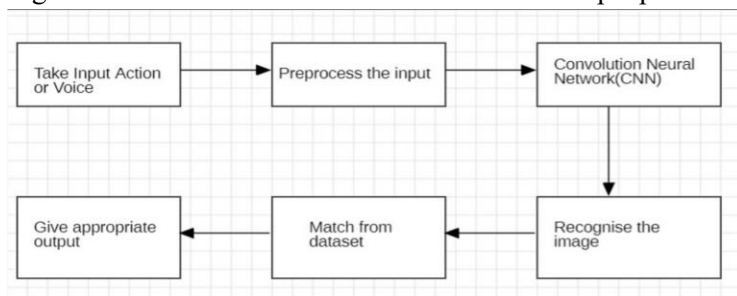 Take Input Action
or Voice
Preprocess the input
Convolution Neural
Network(CNN)
Recognise the
image
Match from
dataset
Give appropriate
output